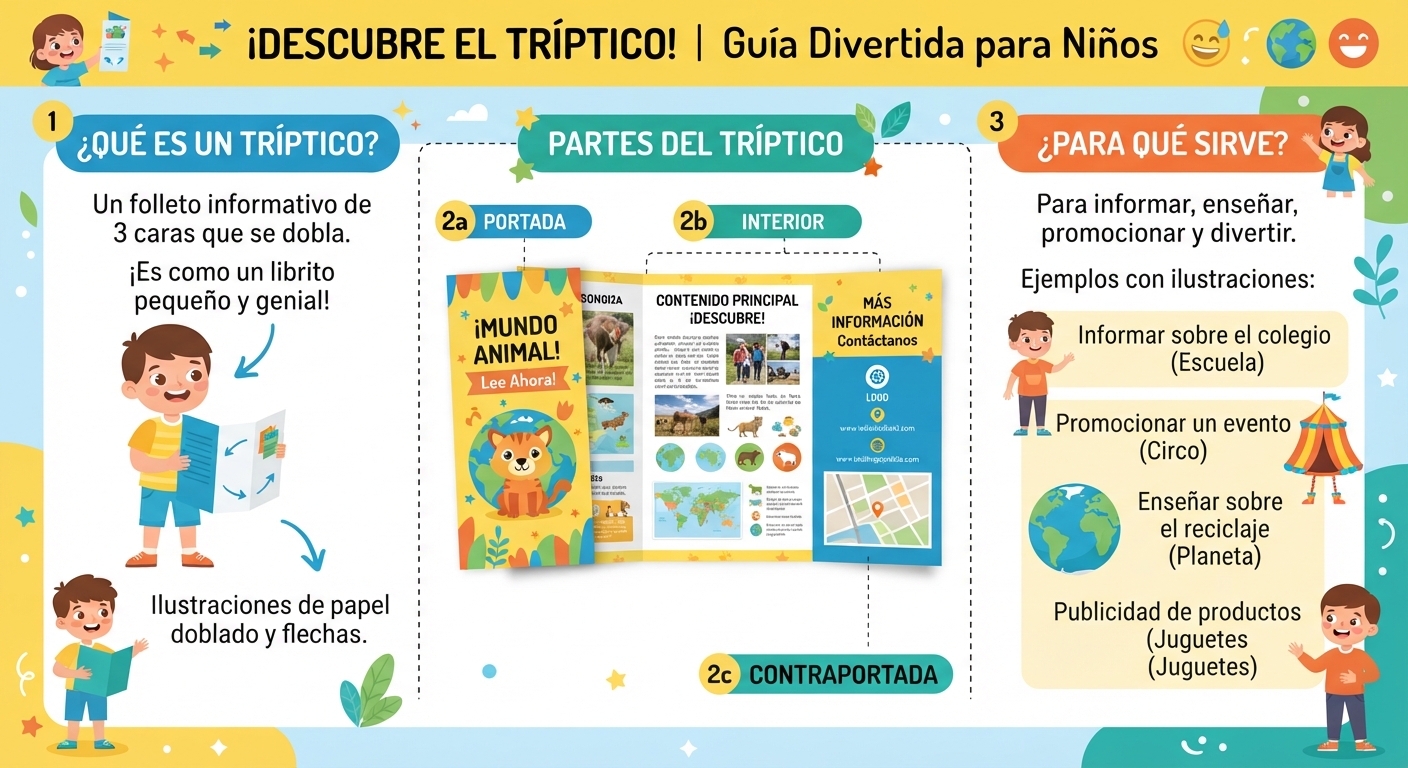 ¡DESCUBRE EL TRÍPTICO! | Guía Divertida para Niños
1
¿QUÉ ES UN TRÍPTICO?
Un folleto informativo de
3 caras que se dobla.
¡Es como un librito
pequeño y genial!
Ilustraciones de papel
doblado y flechas.
PARTES DEL TRÍPTICO
2a PORTADA
2b INTERIOR
¡MUNDO
ANIMAL!
Lee Ahora!
SONGI2A
CONTENIDO PRINCIPAL
¡DESCUBRE!
MÁS
INFORMACIÓN
Contáctanos
LOOO
2c CONTRAPORTADA
3
¿PARA QUÉ SIRVE?
Para informar, enseñar,
promocionar y divertir.
Ejemplos con ilustraciones:
Informar sobre el colegio
(Escuela)
Promocionar un evento
(Circo)
Enseñar sobre
el reciclaje
(Planeta)
Publicidad de productos
(Juguetes
(Juguetes)